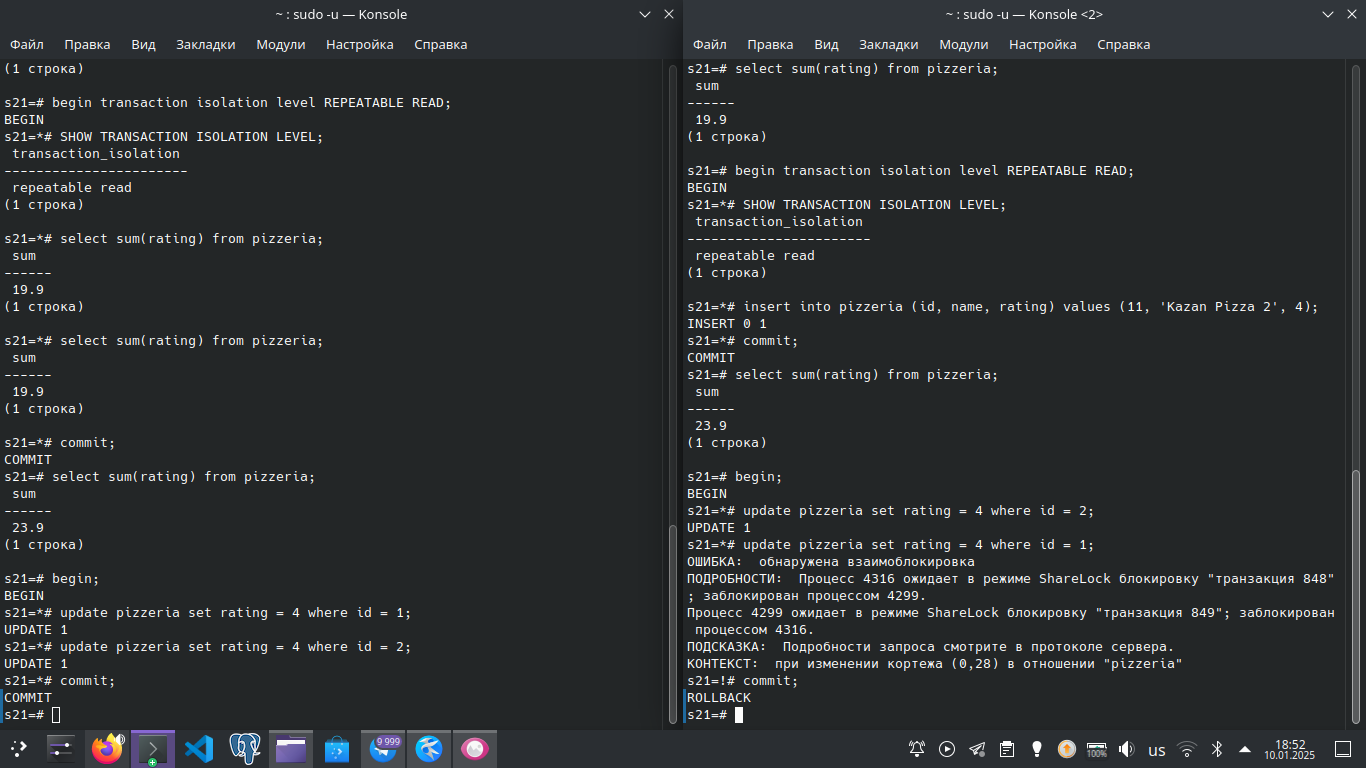 ~ : sudo -u — Konsole
Файл Правка Вид Закладки Модули Настройка Справка
(1 строка)
s21=# begin transaction isolation level REPEATABLE READ;
BEGIN
s21=*# SHOW TRANSACTION ISOLATION LEVEL;
transaction_isolation
-----------------------
repeatable read
(1 строка)
s21=*# select sum(rating) from pizzeria;
sum
------
19.9
(1 строка)
s21=*# select sum(rating) from pizzeria;
sum
------
19.9
(1 строка)
s21=*# commit;
COMMIT
s21=# select sum(rating) from pizzeria;
sum
------
23.9
(1 строка)
s21=# begin;
BEGIN
s21=*# update pizzeria set rating = 4 where id = 1;
UPDATE 1
s21=*# update pizzeria set rating = 4 where id = 2;
UPDATE 1
s21=*# commit;
COMMIT
s21=#
~ : sudo -u — Konsole <2>
Файл Правка Вид Закладки Модули Настройка Справка
s21=# select sum(rating) from pizzeria;
sum
------
19.9
(1 строка)
s21=# begin transaction isolation level REPEATABLE READ;
BEGIN
s21=*# SHOW TRANSACTION ISOLATION LEVEL;
transaction_isolation
-----------------------
repeatable read
(1 строка)
s21=*# insert into pizzeria (id, name, rating) values (11, 'Kazan Pizza 2', 4);
INSERT 0 1
s21=*# commit;
COMMIT
s21=# select sum(rating) from pizzeria;
sum
------
23.9
(1 строка)
s21=# begin;
BEGIN
s21=*# update pizzeria set rating = 4 where id = 2;
UPDATE 1
s21=*# update pizzeria set rating = 4 where id = 1;
ОШИБКА:  обнаружена взаимоблокировка
ПОДРОБНОСТИ:  Процесс 4316 ожидает в режиме ShareLock блокировку "транзакция 848"
; заблокирован процессом 4299.
Процесс 4299 ожидает в режиме ShareLock блокировку "транзакция 849"; заблокирован
процессом 4316.
ПОДСКАЗКА:  Подробности запроса смотрите в протоколе сервера.
КОНТЕКСТ:  при изменении кортежа (0,28) в отношении "pizzeria"
s21=!# commit;
ROLLBACK
s21=#
9 999
100%
us
18:52
10.01.2025